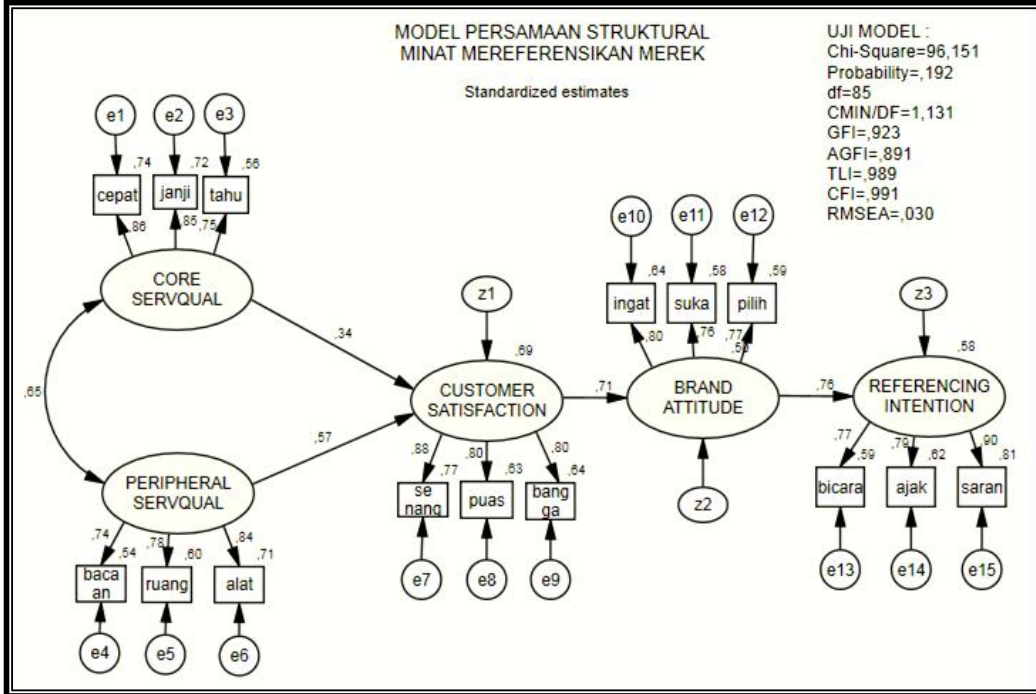 MODEL PERSAMAAN STRUKTURAL
MINAT MEREFERENSIKAN MEREK
Standardized estimates
UJI MODEL :
Chi-Square=96,151
Probability=,192
df=85
CMIN/DF=1,131
GFI=,923
AGFI=,891
TLI=,989
CFI=,991
RMSEA=,030
e1
e2
e3
,74
,72
,56
cepat
janji
tahu
,86
,85
,75
CORE
SERVQUAL
,34
,65
,57
PERIPHERAL
SERVQUAL
,74
,78
,84
,54
,60
,71
baca
an
ruang
alat
e4
e5
e6
z1
,69
CUSTOMER
SATISFACTION
,71
,88
,80
,80
,77
,63
,64
se
nang
puas
bang
ga
e7
e8
e9
e10
e11
e12
,64
,58
,59
ingat
suka
pilih
,80
,76
,77
,50
BRAND
ATTITUDE
,76
z2
z3
,58
REFERENCING
INTENTION
,77
,79
,90
,59
,62
,81
bicara
ajak
saran
e13
e14
e15